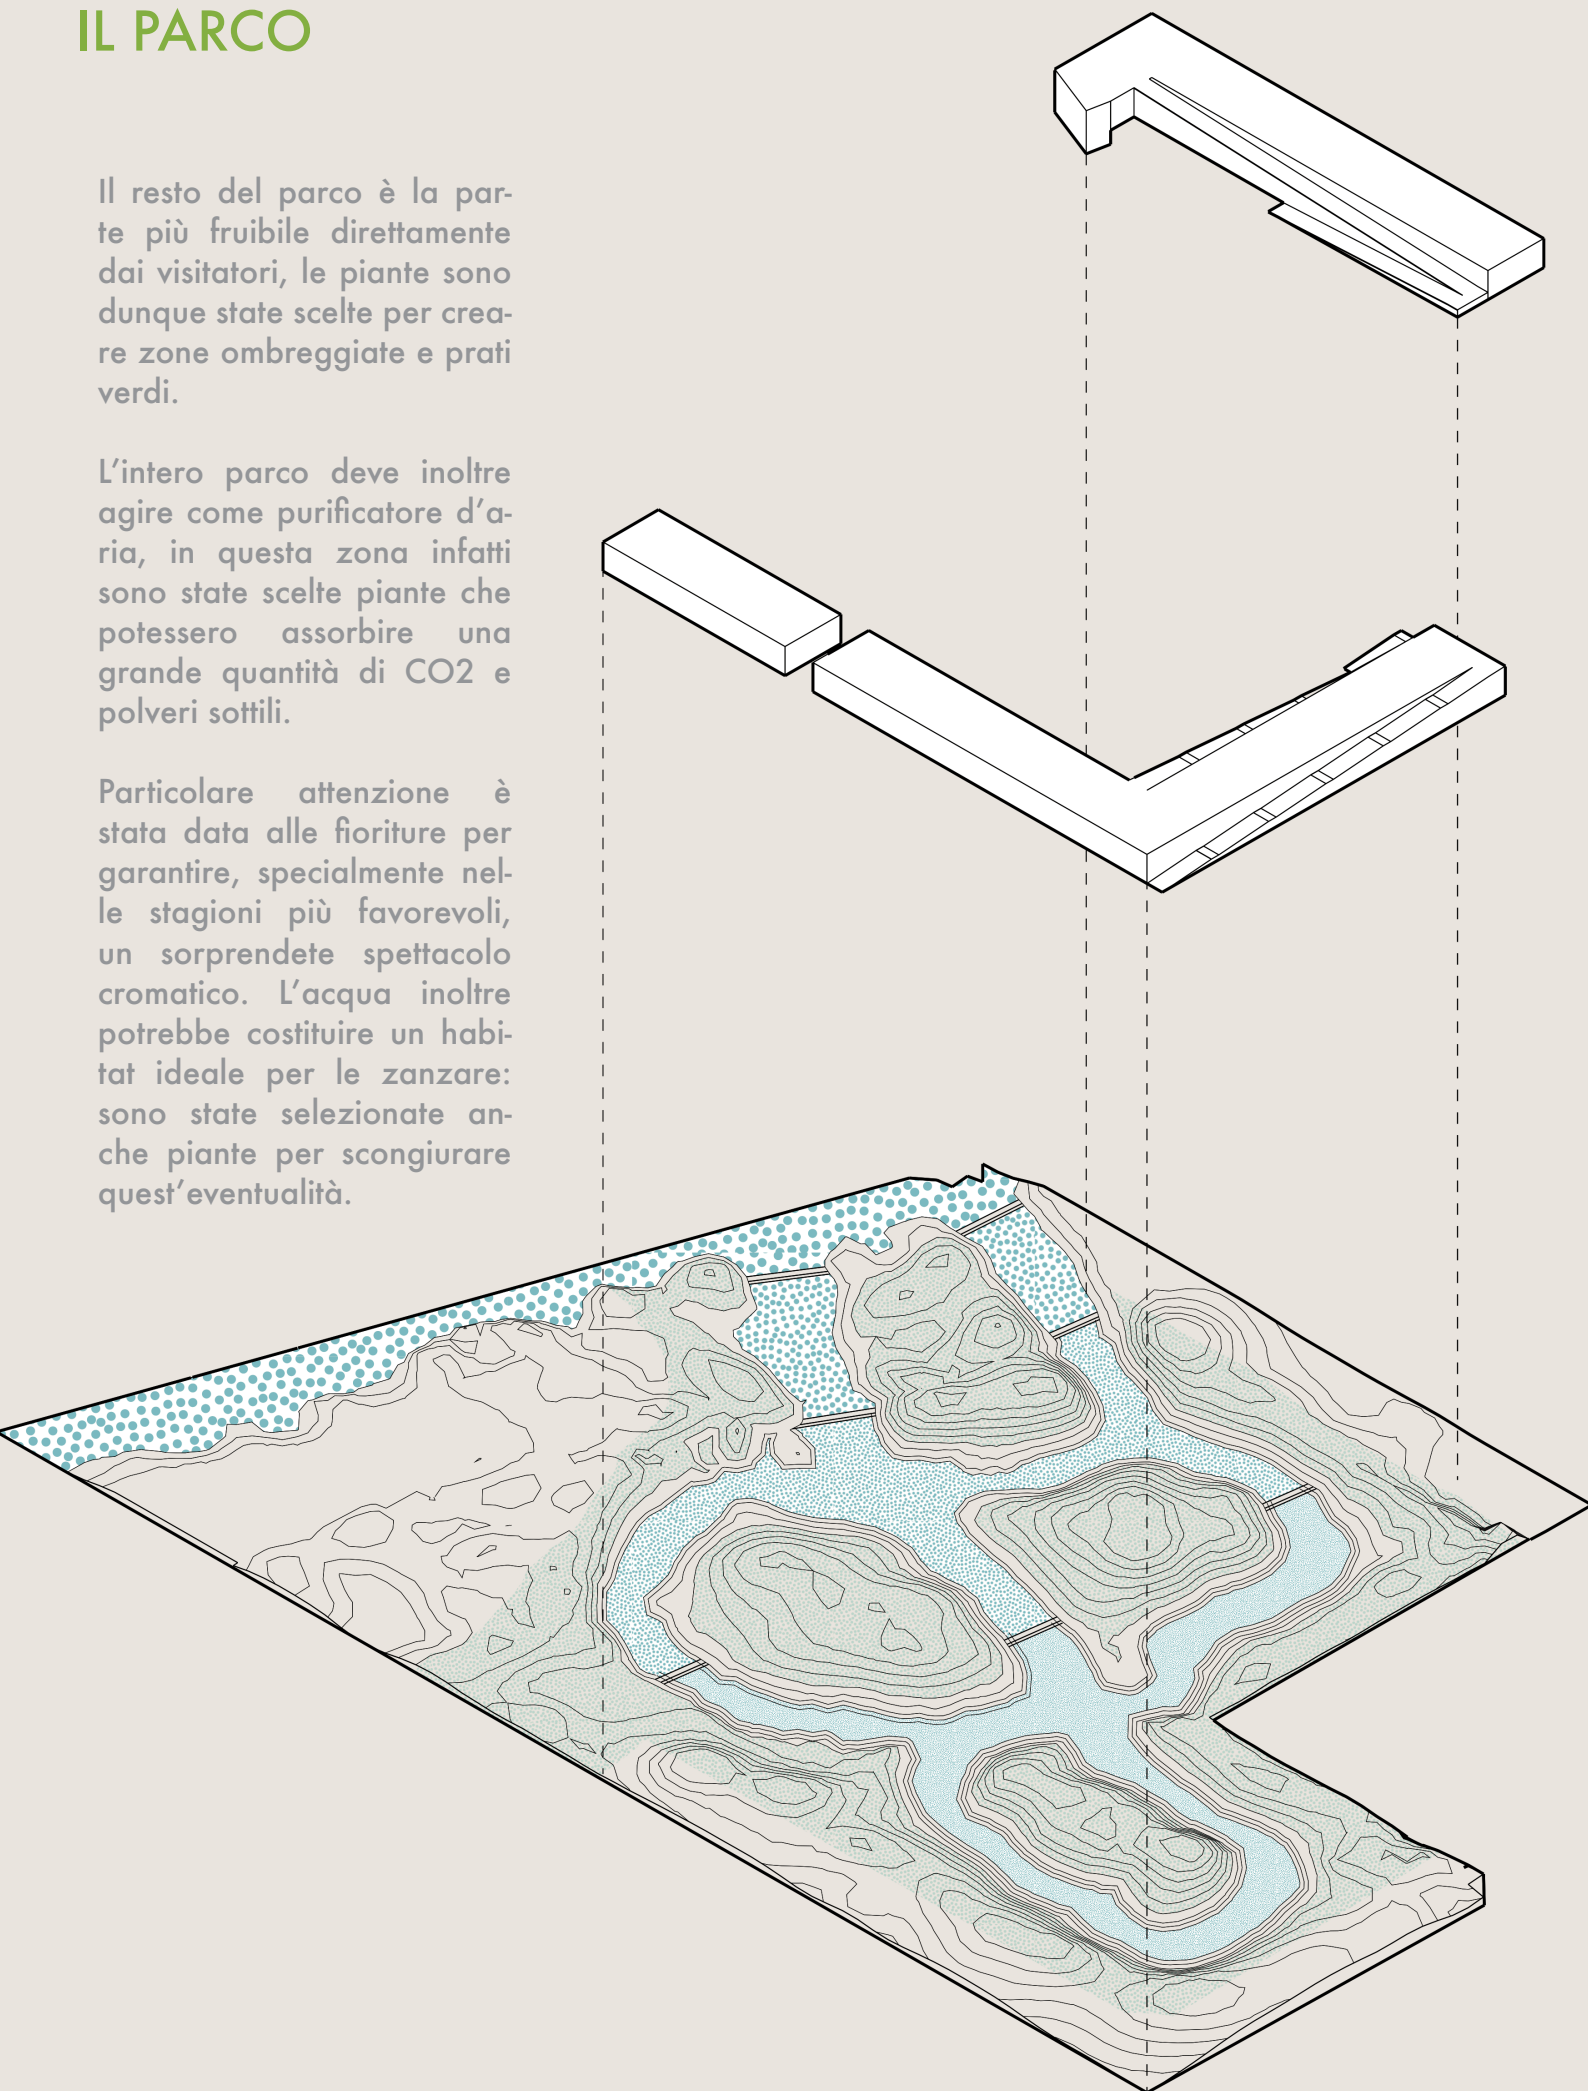 IL PARCO
Il resto del parco è la par-
te più fruibile direttamente
dai visitatori, le piante sono
dunque state scelte per crea-
re zone ombreggiate e prati
verdi.
L’intero parco deve inoltre
agire come purificatore d’a-
ria, in questa zona infatti
sono state scelte piante che
potessero assorbire una
grande quantità di CO2 e
polveri sottili.
Particolare attenzione è
stata data alle fioriture per
garantire, specialmente nel-
le stagioni più favorevoli,
un sorprendete spettacolo
cromatico. L’acqua inoltre
potrebbe costituire un habi-
tat ideale per le zanzare:
sono state selezionate an-
che piante per scongiurare
quest’eventualità.